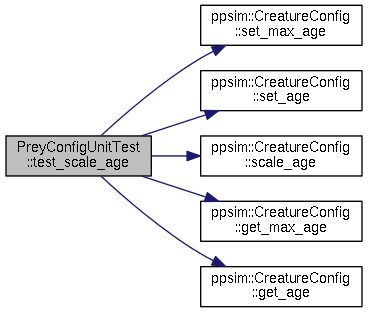 PreyConfigUnitTest
::test_scale_age
ppsim::CreatureConfig
::set_max_age
ppsim::CreatureConfig
::set_age
ppsim::CreatureConfig
::scale_age
ppsim::CreatureConfig
::get_max_age
ppsim::CreatureConfig
::get_age